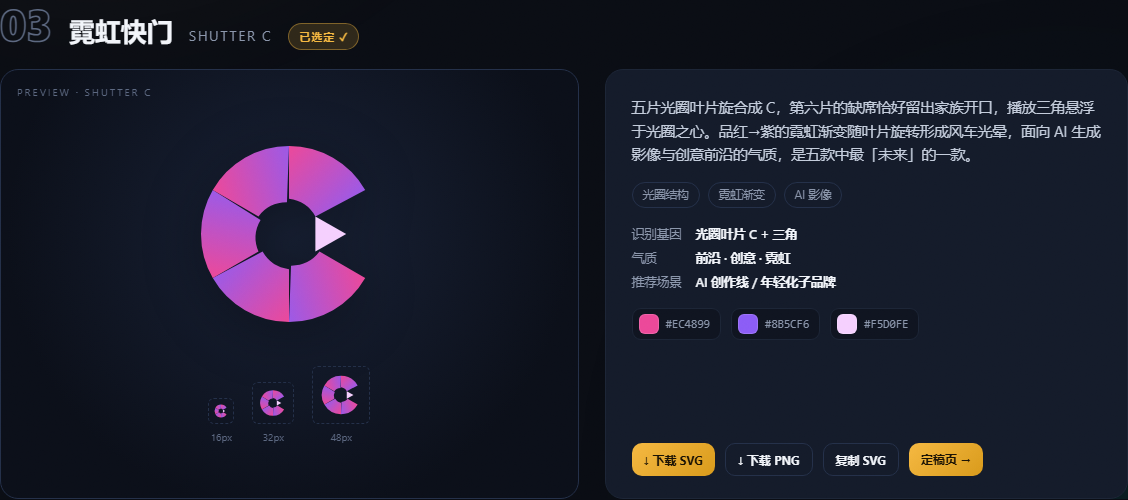 03 霓虹快门 SHUTTER C 已选定 ✓
PREVIEW · SHUTTER C
16px 32px 48px
五片光圈叶片旋合成 C，第六片的缺席恰好留出家族开口，播放三角悬浮
于光圈之心。品红→紫的霓虹渐变随叶片旋转形成风车光晕，面向 AI 生成
影像与创意前沿的气质，是五款中最「未来」的一款。
光圈结构 霓虹渐变 AI 影像
识别基因 光圈叶片 C + 三角
气质 前沿 · 创意 · 霓虹
推荐场景 AI 创作线 / 年轻化子品牌
#EC4899 #8B5CF6 #F5D0FE
↓ 下载 SVG ↓ 下载 PNG 复制 SVG 定稿页 →